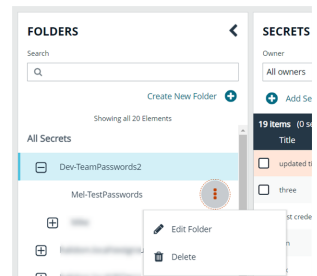 FOLDERS
Search
Create New Folder
Showing all 20 Elements
All Secrets
Dev-TeamPasswords2
Mel-TestPasswords
Edit Folder
Delete
SECRETS
Owner
All owners
Add Se
19 Items (0 se
Title
updated ti
three
st crede
n